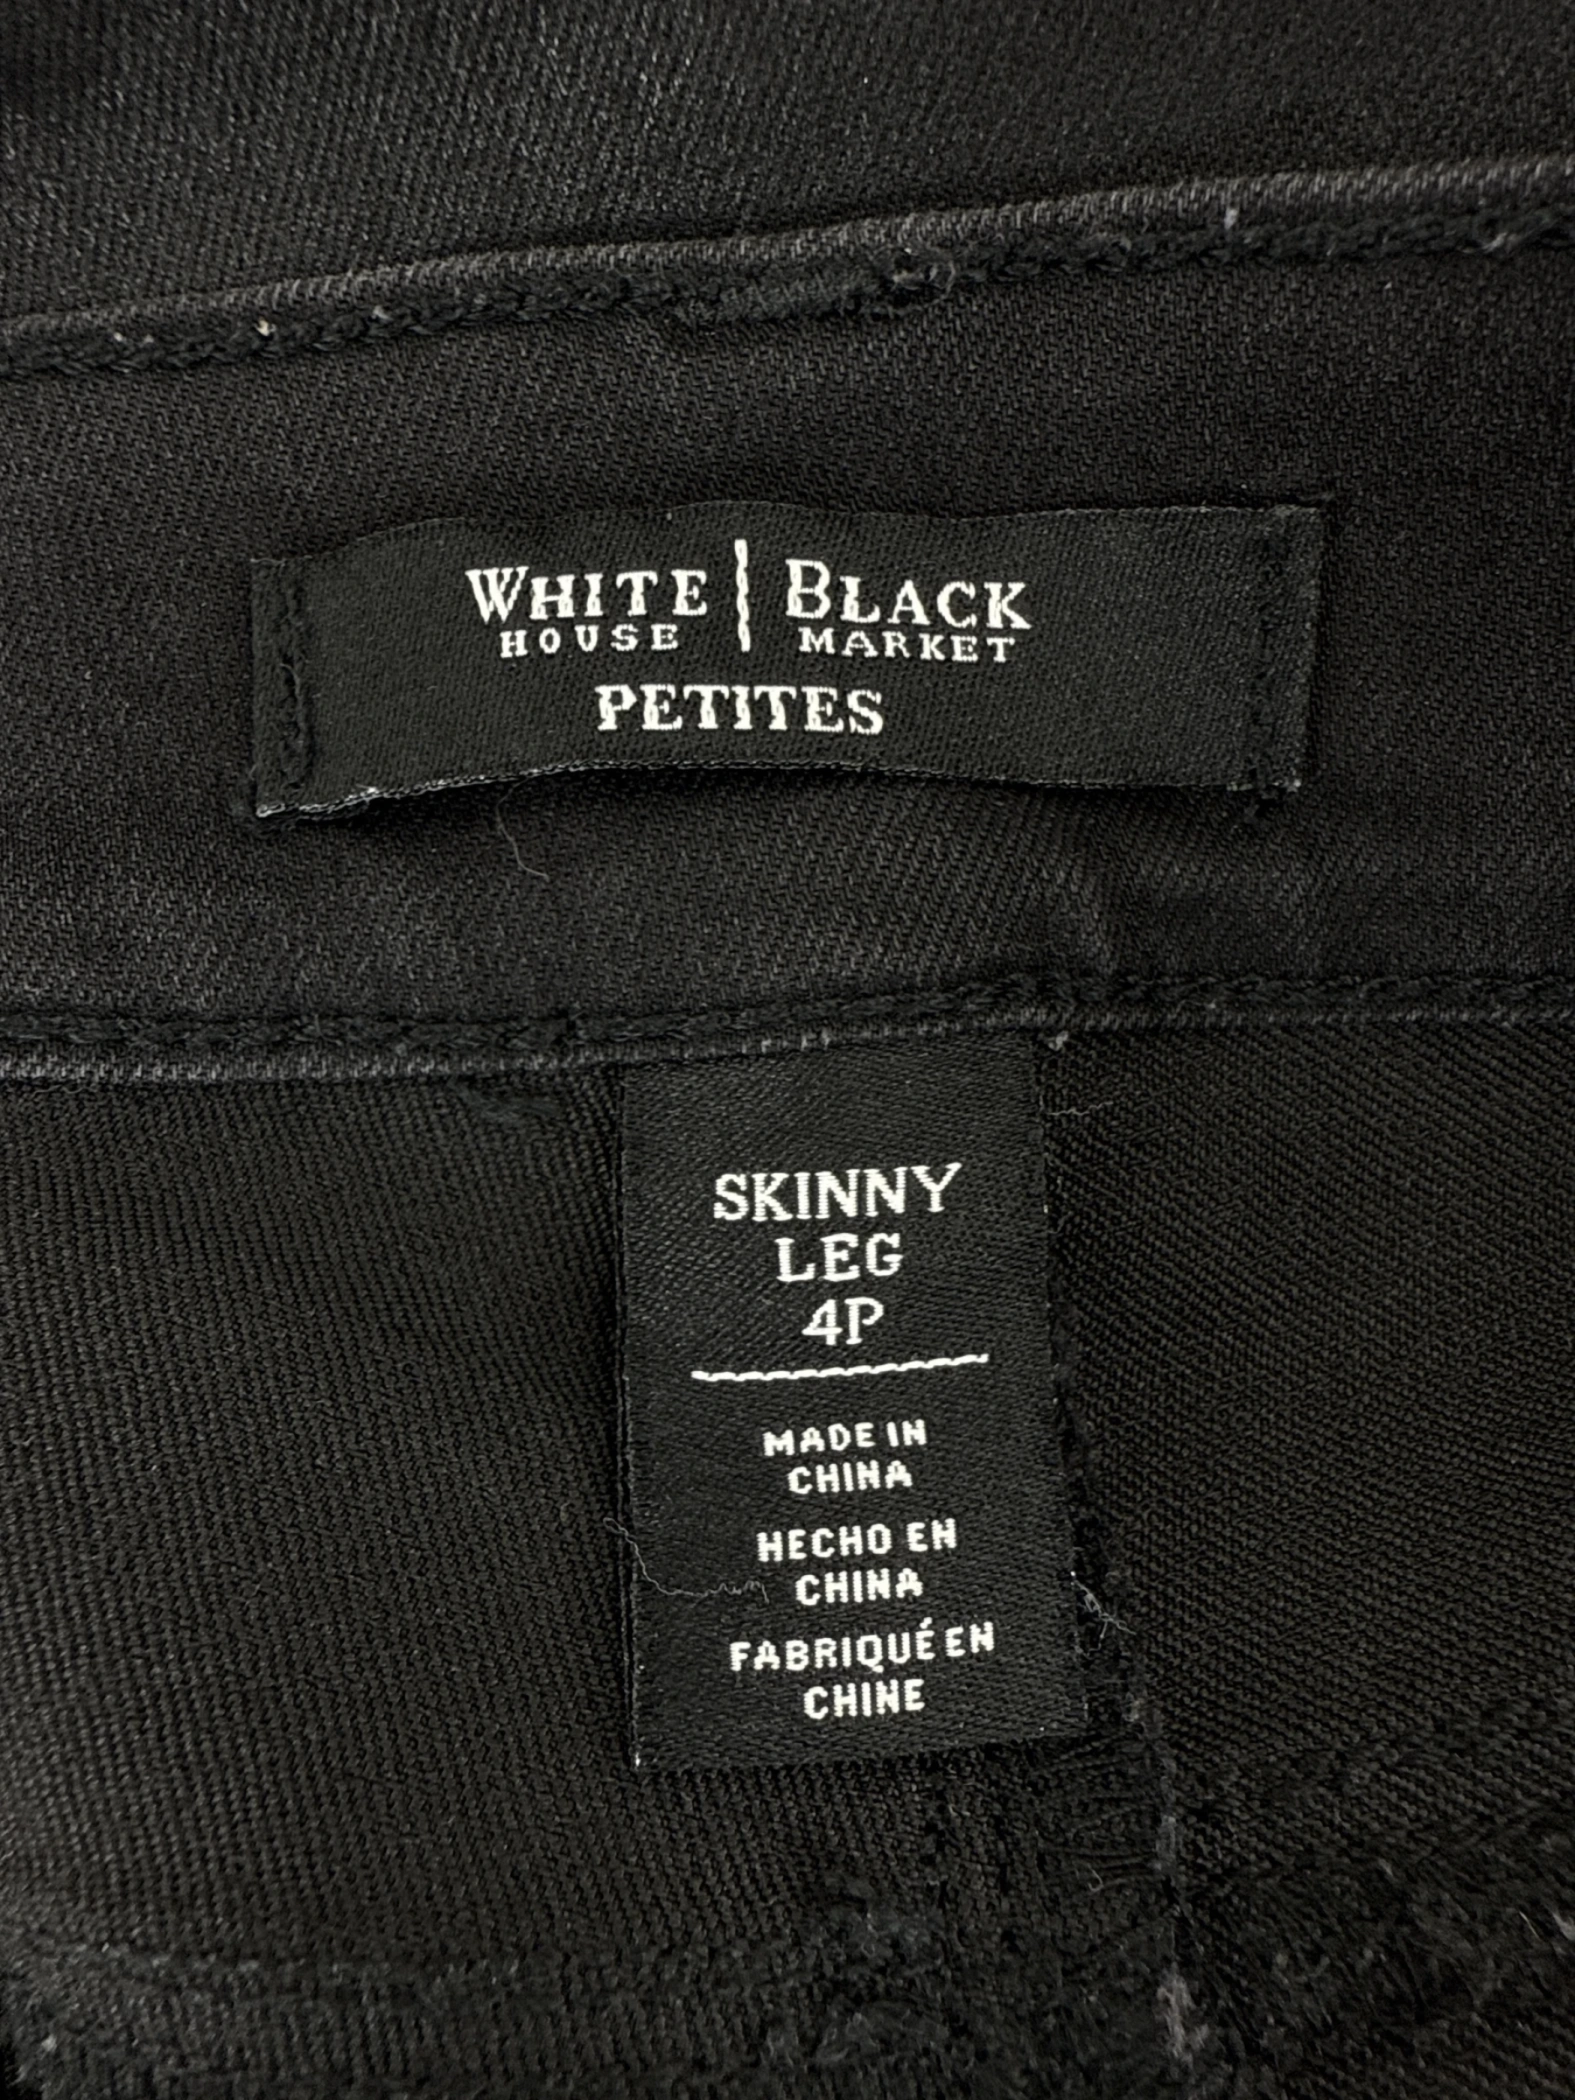 WHITE | BLACK
HOUSE MARKET
PETITES
SKINNY
LEG
4P
MADE IN
CHINA
HECHO EN
CHINA
FABRIQUÉ EN
CHINE